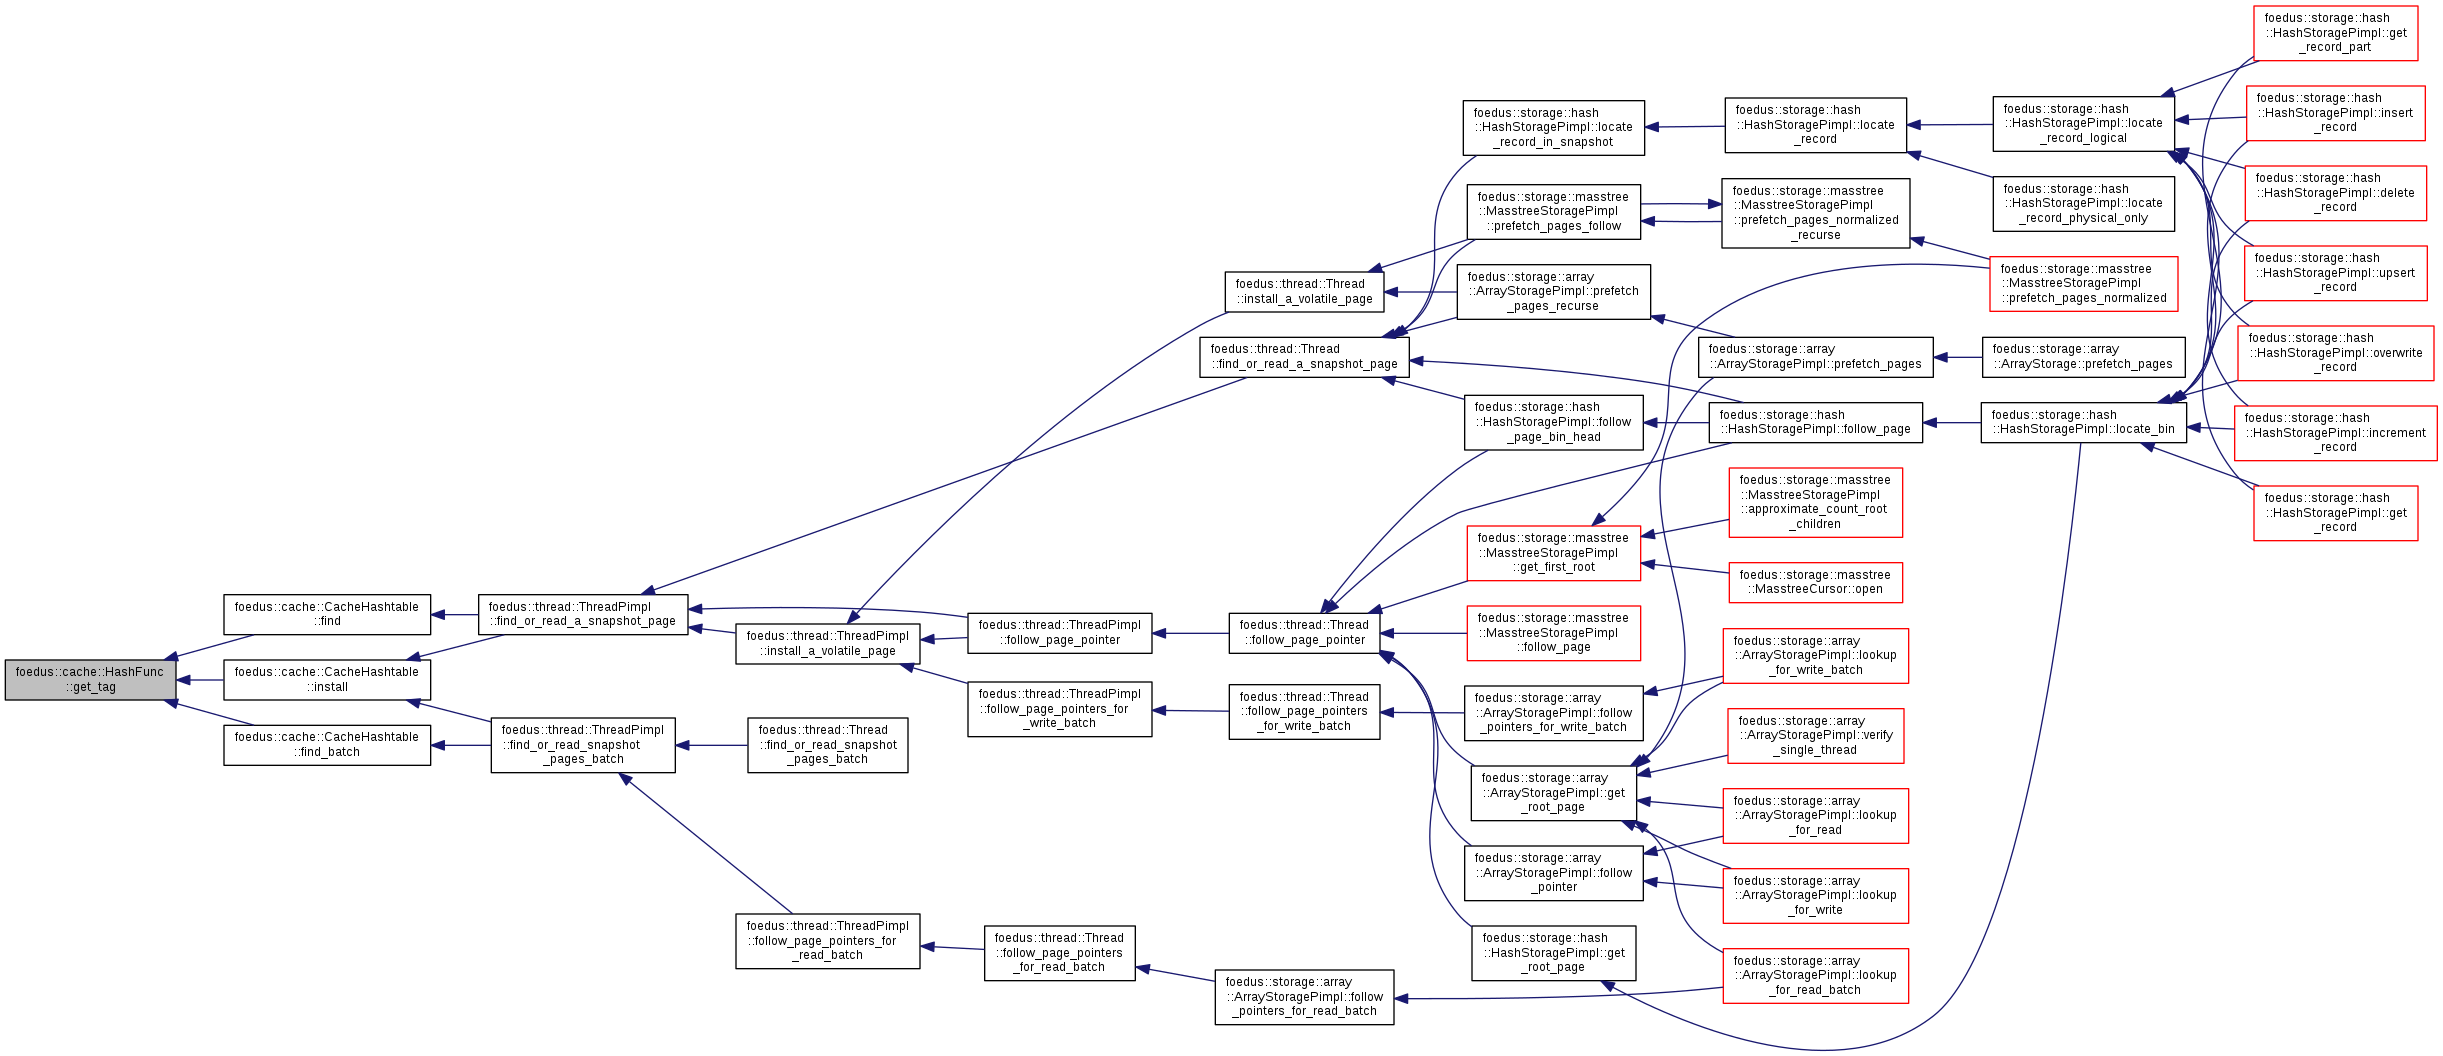 foedus::cache::HashFunc
::get_tag
foedus::cache::CacheHashtable
::find
foedus::cache::CacheHashtable
::install
foedus::cache::CacheHashtable
::find_batch
foedus::thread::ThreadPimpl
::find_or_read_a_snapshot_page
foedus::thread::ThreadPimpl
::find_or_read_snapshot
_pages_batch
foedus::thread::ThreadPimpl
::install_a_volatile_page
foedus::thread::Thread
::find_or_read_snapshot
_pages_batch
foedus::thread::ThreadPimpl
::follow_page_pointers_for
_read_batch
foedus::thread::ThreadPimpl
::follow_page_pointer
foedus::thread::ThreadPimpl
::follow_page_pointers_for
_write_batch
foedus::thread::Thread
::follow_page_pointers
_for_read_batch
foedus::thread::Thread
::install_a_volatile_page
foedus::thread::Thread
::find_or_read_a_snapshot_page
foedus::thread::Thread
::follow_page_pointer
foedus::thread::Thread
::follow_page_pointers
_for_write_batch
foedus::storage::array
::ArrayStoragePimpl::follow
_pointers_for_read_batch
foedus::storage::hash
::HashStoragePimpl::locate
_record_in_snapshot
foedus::storage::masstree
::MasstreeStoragePimpl
::prefetch_pages_follow
foedus::storage::array
::ArrayStoragePimpl::prefetch
_pages_recurse
foedus::storage::hash
::HashStoragePimpl::follow
_page_bin_head
foedus::storage::masstree
::MasstreeStoragePimpl
::get_first_root
foedus::storage::masstree
::MasstreeStoragePimpl
::follow_page
foedus::storage::array
::ArrayStoragePimpl::follow
_pointers_for_write_batch
foedus::storage::array
::ArrayStoragePimpl::get
_root_page
foedus::storage::array
::ArrayStoragePimpl::follow
_pointer
foedus::storage::hash
::HashStoragePimpl::get
_root_page
foedus::storage::hash
::HashStoragePimpl::locate
_record
foedus::storage::masstree
::MasstreeStoragePimpl
::prefetch_pages_normalized
_recurse
foedus::storage::array
::ArrayStoragePimpl::prefetch_pages
foedus::storage::hash
::HashStoragePimpl::follow_page
foedus::storage::masstree
::MasstreeStoragePimpl
::approximate_count_root
_children
foedus::storage::masstree
::MasstreeCursor::open
foedus::storage::array
::ArrayStoragePimpl::lookup
_for_write_batch
foedus::storage::array
::ArrayStoragePimpl::verify
_single_thread
foedus::storage::array
::ArrayStoragePimpl::lookup
_for_read
foedus::storage::array
::ArrayStoragePimpl::lookup
_for_write
foedus::storage::array
::ArrayStoragePimpl::lookup
_for_read_batch
foedus::storage::hash
::HashStoragePimpl::locate
_record_logical
foedus::storage::hash
::HashStoragePimpl::locate
_record_physical_only
foedus::storage::masstree
::MasstreeStoragePimpl
::prefetch_pages_normalized
foedus::storage::array
::ArrayStorage::prefetch_pages
foedus::storage::hash
::HashStoragePimpl::locate_bin
foedus::storage::hash
::HashStoragePimpl::get
_record_part
foedus::storage::hash
::HashStoragePimpl::insert
_record
foedus::storage::hash
::HashStoragePimpl::delete
_record
foedus::storage::hash
::HashStoragePimpl::upsert
_record
foedus::storage::hash
::HashStoragePimpl::overwrite
_record
foedus::storage::hash
::HashStoragePimpl::increment
_record
foedus::storage::hash
::HashStoragePimpl::get
_record